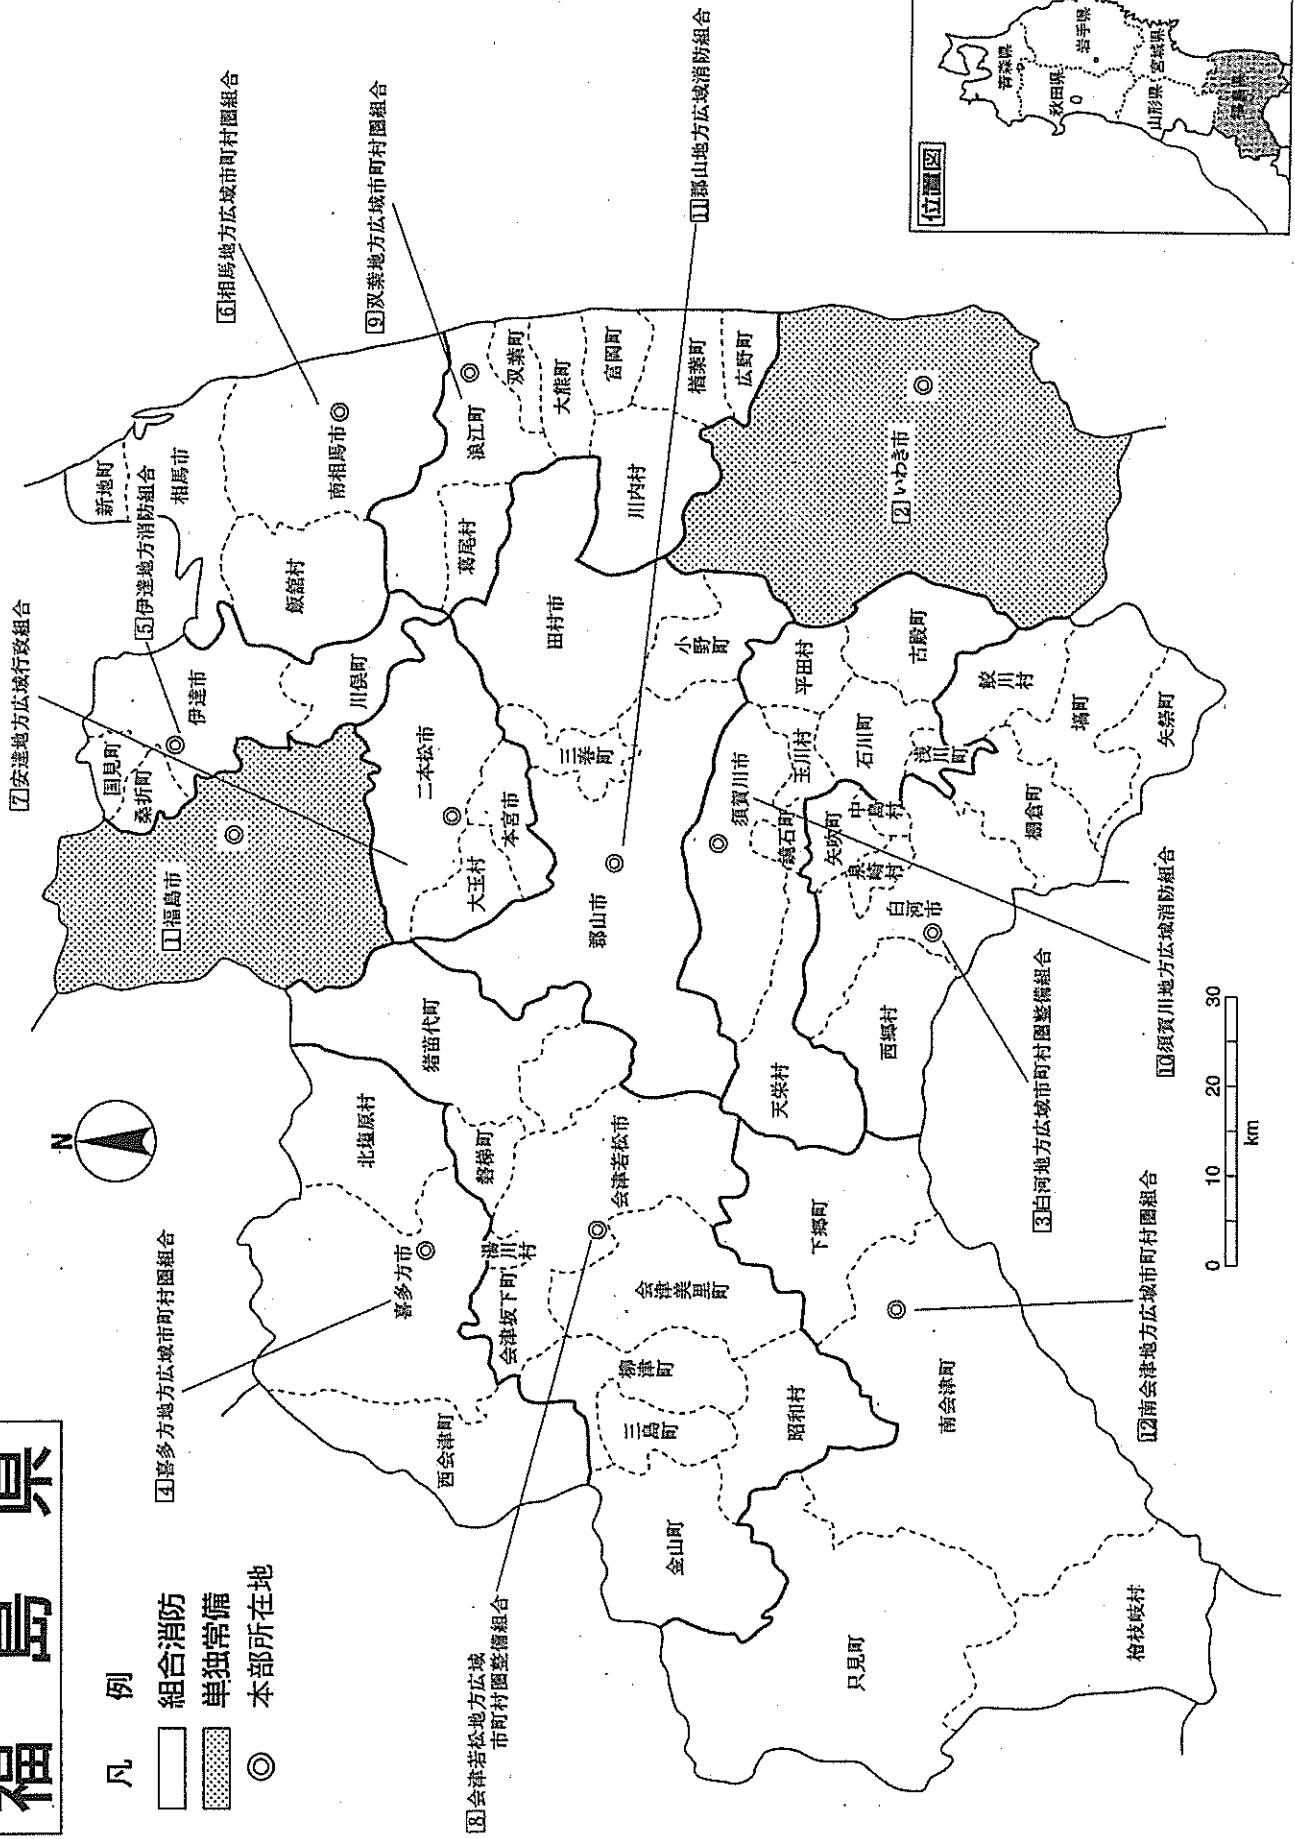 福島県
凡例
組合消防
単独常備
本部所在地
N
4喜多方地方広域市町村圏組合
8会津若松地方広域
市町村圏整備組合
7安達地方広域行政組合
5伊達地方消防組合
6相馬地方広域市町村圏組合
9双葉地方広域市町村圏組合
11郡山地方広域消防組合
10須賀川地方広域消防組合
3白河地方広域市町村圏整備組合
12南会津地方広域市町村圏組合
1福島市
2いわき市
新地町
相馬市
南相馬市
飯舘村
国見町
桑折町
伊達市
川俣町
二本松市
大玉村
本宮市
浪江町
双葉町
大熊町
富岡町
楢葉町
広野町
葛尾村
川内村
田村市
三春町
小野町
郡山市
須賀川市
鏡石町
天栄村
玉川村
平田村
石川町
古殿町
浅川町
矢吹町
中島村
泉崎村
白河市
西郷村
棚倉町
鮫川村
塙町
矢祭町
猪苗代町
北塩原村
磐梯町
喜多方市
西会津町
湯川村
会津坂下町
会津若松市
会津美里町
柳津町
三島町
金山町
昭和村
下郷町
南会津町
只見町
檜枝岐村
0 10 20 30
km
位置図
青森県
秋田県
岩手県
山形県
宮城県
福島県